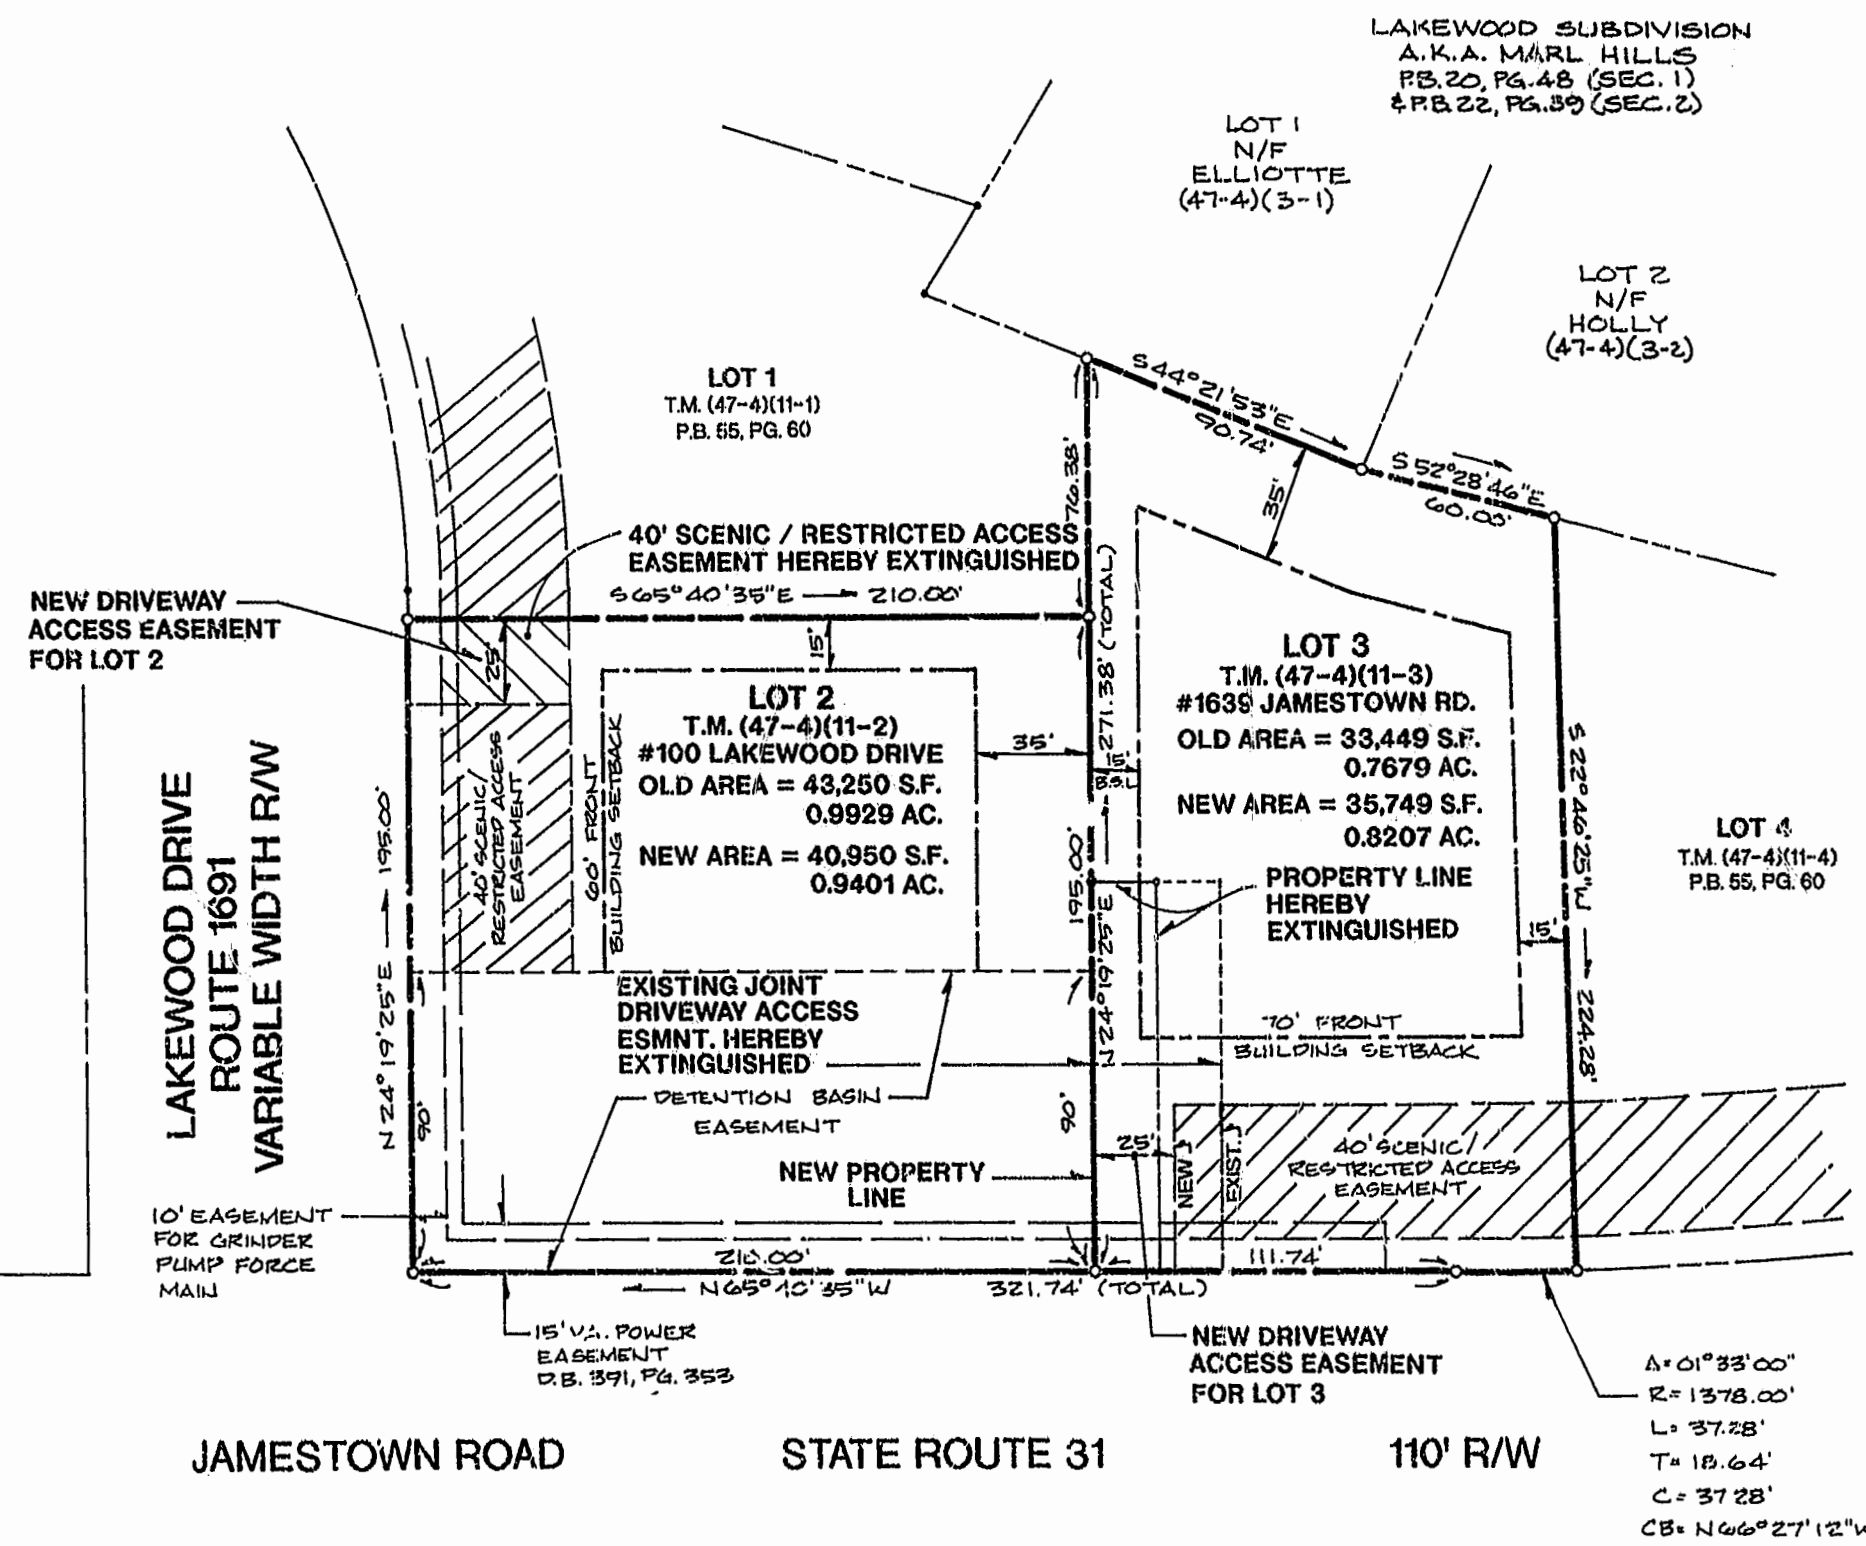 LAKEWOOD SUBDIVISION
A.K.A. MARL HILLS
P.B. 20, PG. 48 (SEC. 1)
& P.B. 22, PG. 39 (SEC. 2)
LOT 1
N/F
ELLIOTTE
(47-4)(3-1)
LOT 2
N/F
HOLLY
(47-4)(3-2)
LOT 1
T.M. (47-4)(11-1)
P.B. 55, PG. 60
S 44°21'53"E
90.74'
S 52°28'46"E
60.03'
76.38'
35'
40' SCENIC / RESTRICTED ACCESS
EASEMENT HEREBY EXTINGUISHED
S 65°40'35"E
210.00'
271.38' (TOTAL)
NEW DRIVEWAY
ACCESS EASEMENT
FOR LOT 2
25'
15'
LOT 2
T.M. (47-4)(11-2)
#100 LAKEWOOD DRIVE
OLD AREA = 43,250 S.F.
0.9929 AC.
NEW AREA = 40,950 S.F.
0.9401 AC.
35'
15'
B.S.L
LOT 3
T.M. (47-4)(11-3)
#1639 JAMESTOWN RD.
OLD AREA = 33,449 S.F.
0.7679 AC.
NEW AREA = 35,749 S.F.
0.8207 AC.
PROPERTY LINE
HEREBY
EXTINGUISHED
LOT 4
T.M. (47-4)(11-4)
P.B. 55, PG. 60
S 22°46'25"W
224.28'
15'
LAKEWOOD DRIVE
ROUTE 1691
VARIABLE WIDTH R/W
N 24°19'25"E
195.00'
90'
40' SCENIC/
RESTRICTED ACCESS
EASEMENT
60' FRONT
BUILDING SETBACK
195.00'
N 24°19'25"E
90'
EXISTING JOINT
DRIVEWAY ACCESS
ESMNT. HEREBY
EXTINGUISHED
DETENTION BASIN
EASEMENT
70' FRONT
BUILDING SETBACK
NEW PROPERTY
LINE
25'
NEW
EXIST.
40' SCENIC/
RESTRICTED ACCESS
EASEMENT
10' EASEMENT
FOR GRINDER
PUMP FORCE
MAIN
210.00'
111.74'
N 65°40'35"W
321.74' (TOTAL)
15' VA. POWER
EASEMENT
D.B. 391, PG. 353
NEW DRIVEWAY
ACCESS EASEMENT
FOR LOT 3
Δ= 01°33'00"
R= 1378.00'
L= 37.28'
T= 18.64'
C= 37.28'
CB= N66°27'12"W
JAMESTOWN ROAD
STATE ROUTE 31
110' R/W